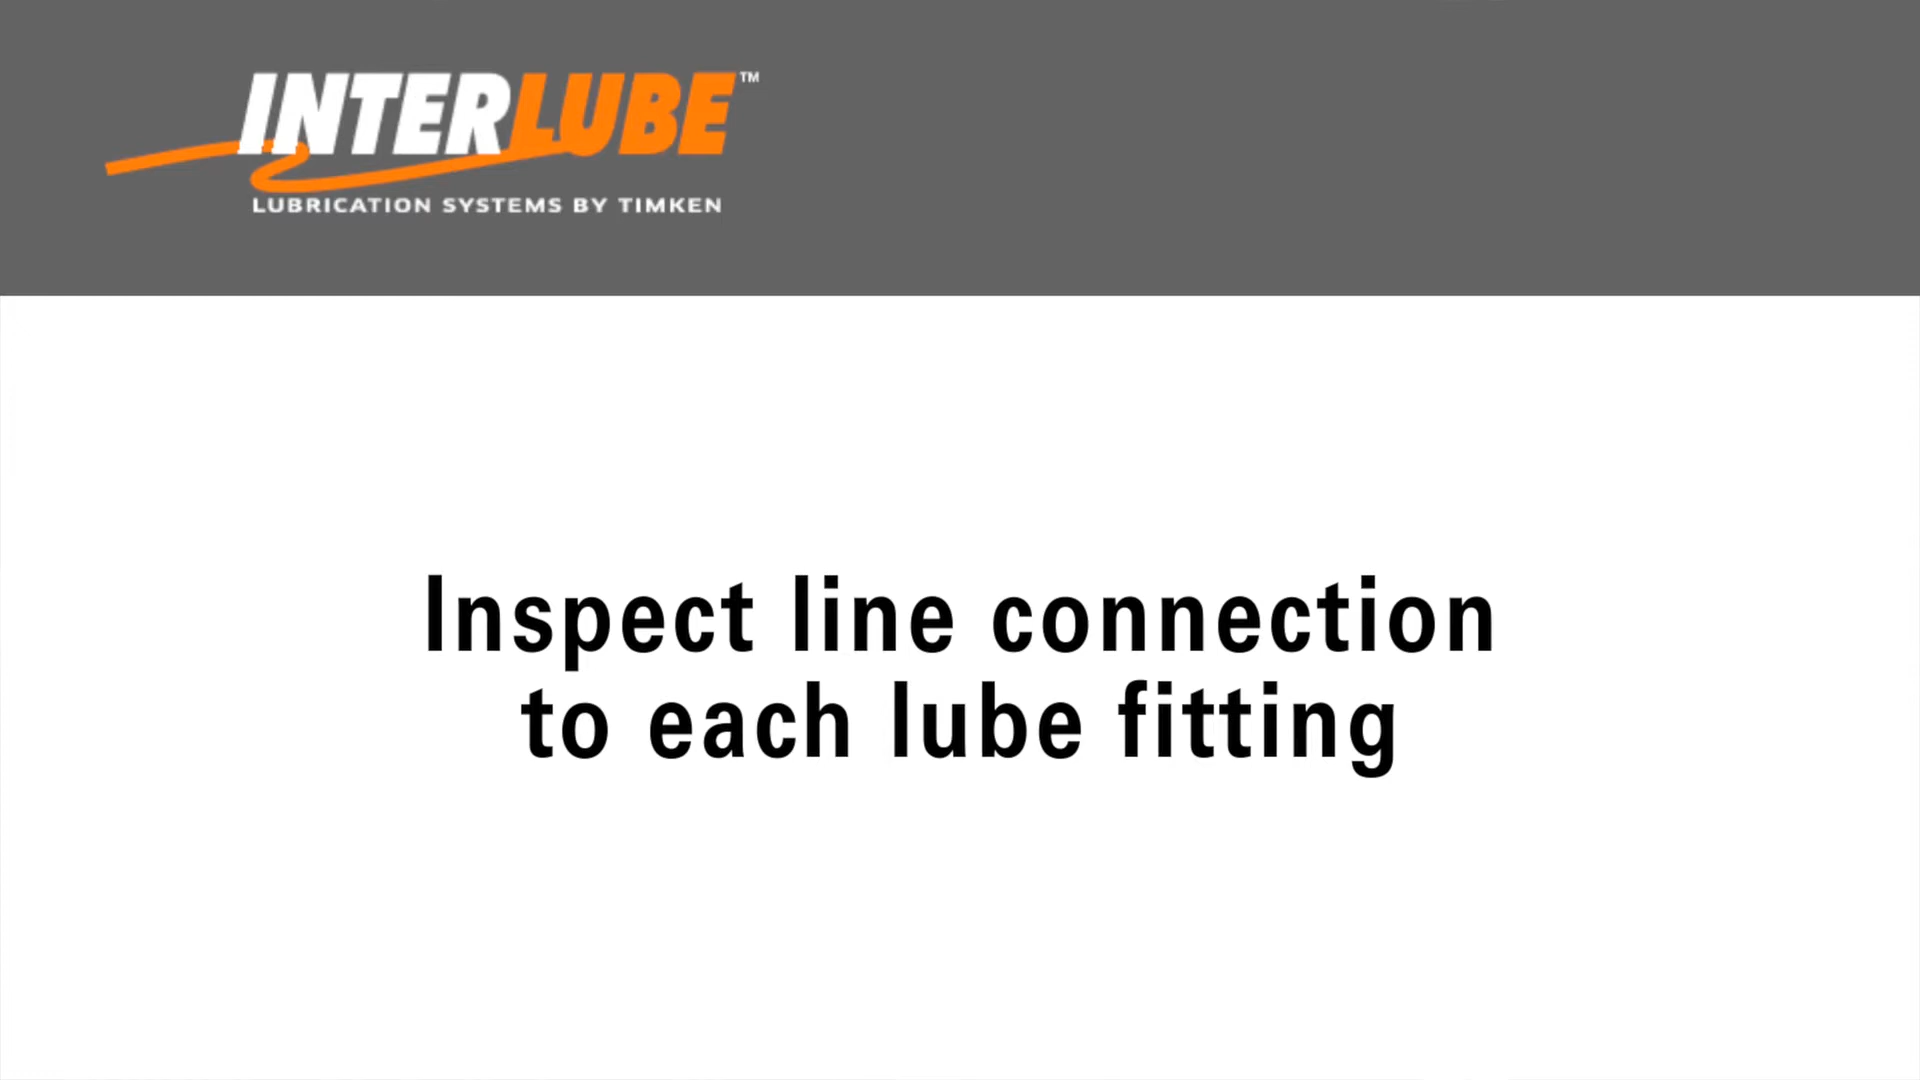 INTERLUBE™
LUBRICATION SYSTEMS BY TIMKEN
Inspect line connection
to each lube fitting